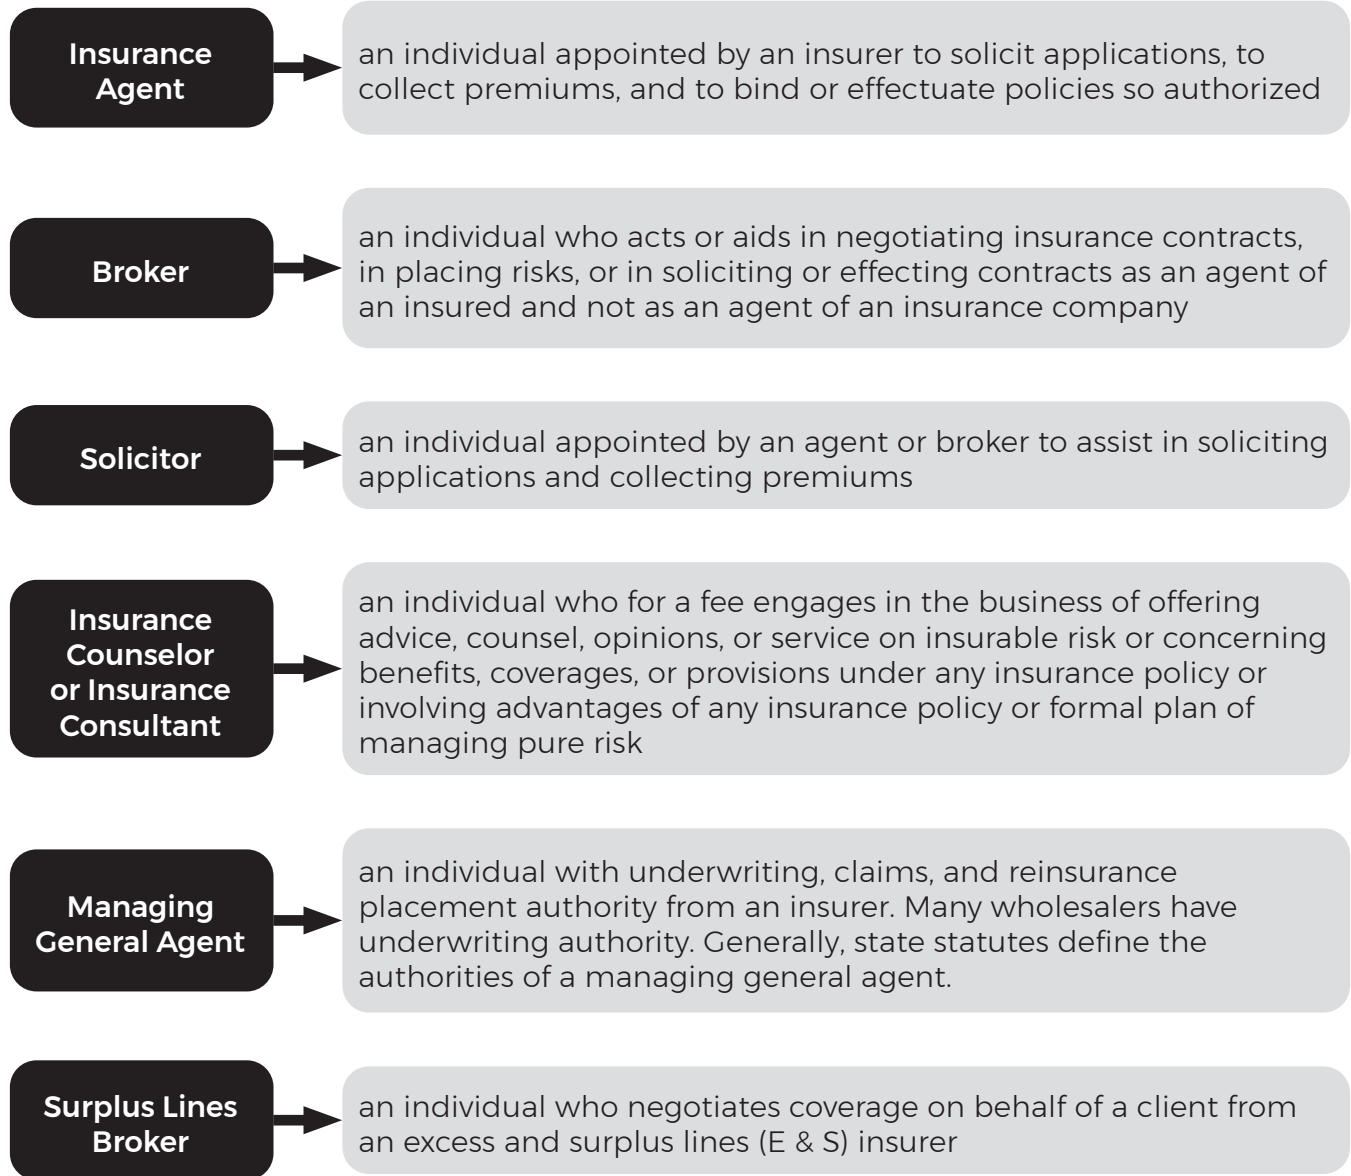 Insurance
Agent
an individual appointed by an insurer to solicit applications, to
collect premiums, and to bind or effectuate policies so authorized
Broker
an individual who acts or aids in negotiating insurance contracts,
in placing risks, or in soliciting or effecting contracts as an agent of
an insured and not as an agent of an insurance company
Solicitor
an individual appointed by an agent or broker to assist in soliciting
applications and collecting premiums
Insurance
Counselor
or Insurance
Consultant
an individual who for a fee engages in the business of offering
advice, counsel, opinions, or service on insurable risk or concerning
benefits, coverages, or provisions under any insurance policy or
involving advantages of any insurance policy or formal plan of
managing pure risk
Managing
General Agent
an individual with underwriting, claims, and reinsurance
placement authority from an insurer. Many wholesalers have
underwriting authority. Generally, state statutes define the
authorities of a managing general agent.
Surplus Lines
Broker
an individual who negotiates coverage on behalf of a client from
an excess and surplus lines (E & S) insurer